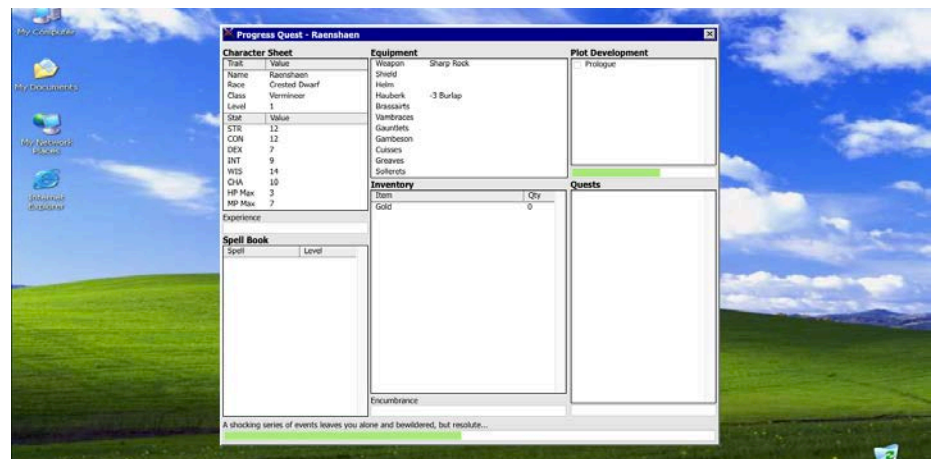 My Computer
My Documents
My Network Places
Internet Explorer
Progress Quest - Raenshaen
Character Sheet
Trait Value
Name Raenshaen
Race Crested Dwarf
Class Vermineer
Level 1
Stat Value
STR 12
CON 12
DEX 7
INT 9
WIS 14
CHA 10
HP Max 3
MP Max 7
Experience
Spell Book
Spell Level
Equipment
Weapon Sharp Rock
Shield
Helm
Hauberk -3 Burlap
Brassairts
Vambraces
Gauntlets
Gambeson
Cuisses
Greaves
Sollerets
Inventory
Item Qty
Gold 0
Encumbrance
Plot Development
Prologue
Quests
A shocking series of events leaves you alone and bewildered, but resolute...